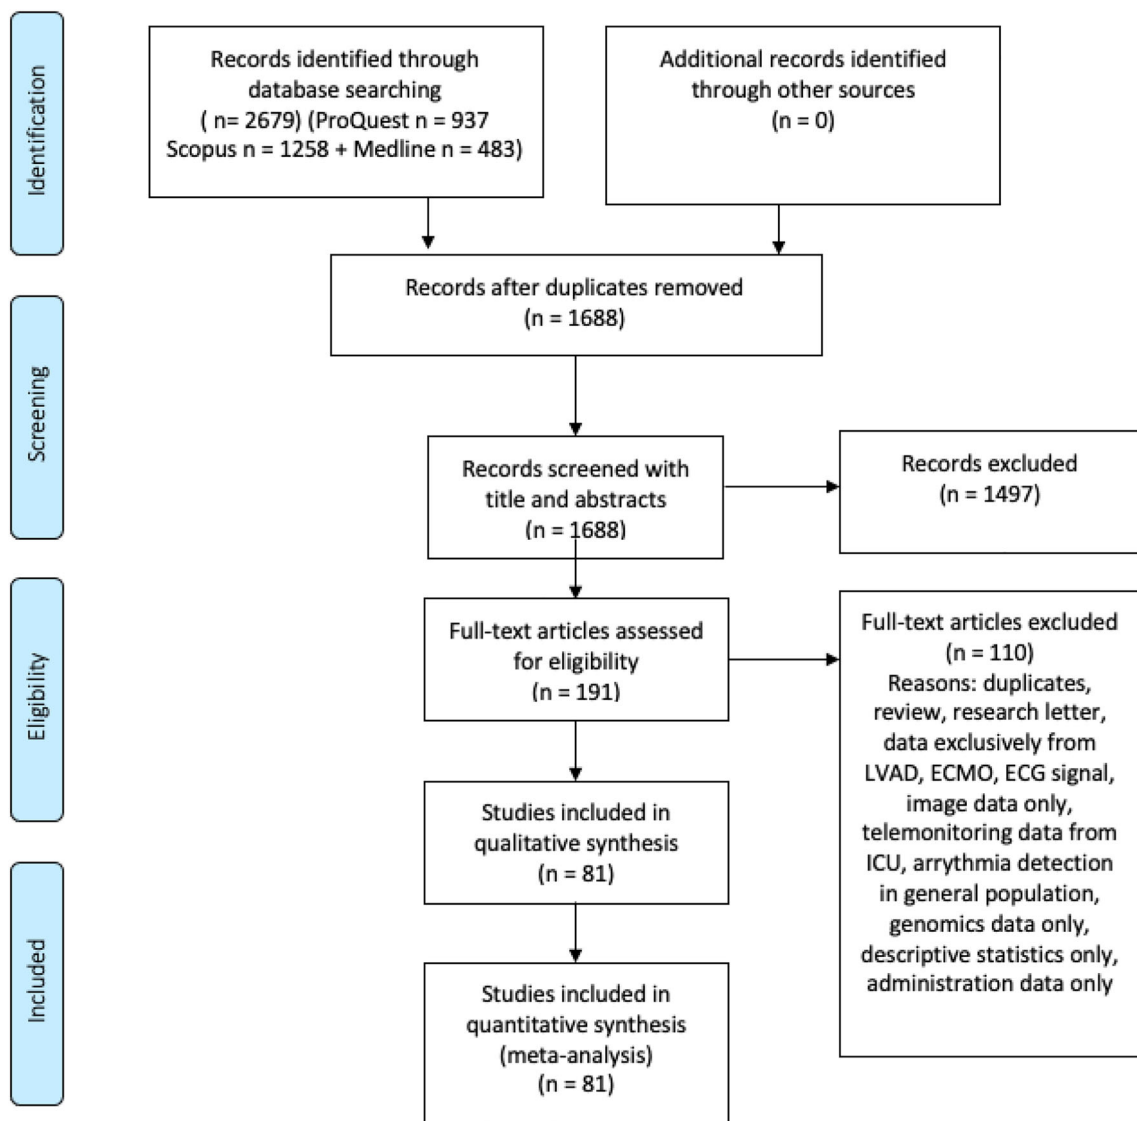 Identification
Records identified through
database searching
( n= 2679) (ProQuest n = 937
Scopus n = 1258 + Medline n = 483)
Additional records identified
through other sources
(n = 0)
Records after duplicates removed
(n = 1688)
Screening
Records screened with
title and abstracts
(n = 1688)
Records excluded
(n = 1497)
Eligibility
Full-text articles assessed
for eligibility
(n = 191)
Full-text articles excluded
(n = 110)
Reasons: duplicates,
review, research letter,
data exclusively from
LVAD, ECMO, ECG signal,
image data only,
telemonitoring data from
ICU, arrythmia detection
in general population,
genomics data only,
descriptive statistics only,
administration data only
Studies included in
qualitative synthesis
(n = 81)
Included
Studies included in
quantitative synthesis
(meta-analysis)
(n = 81)